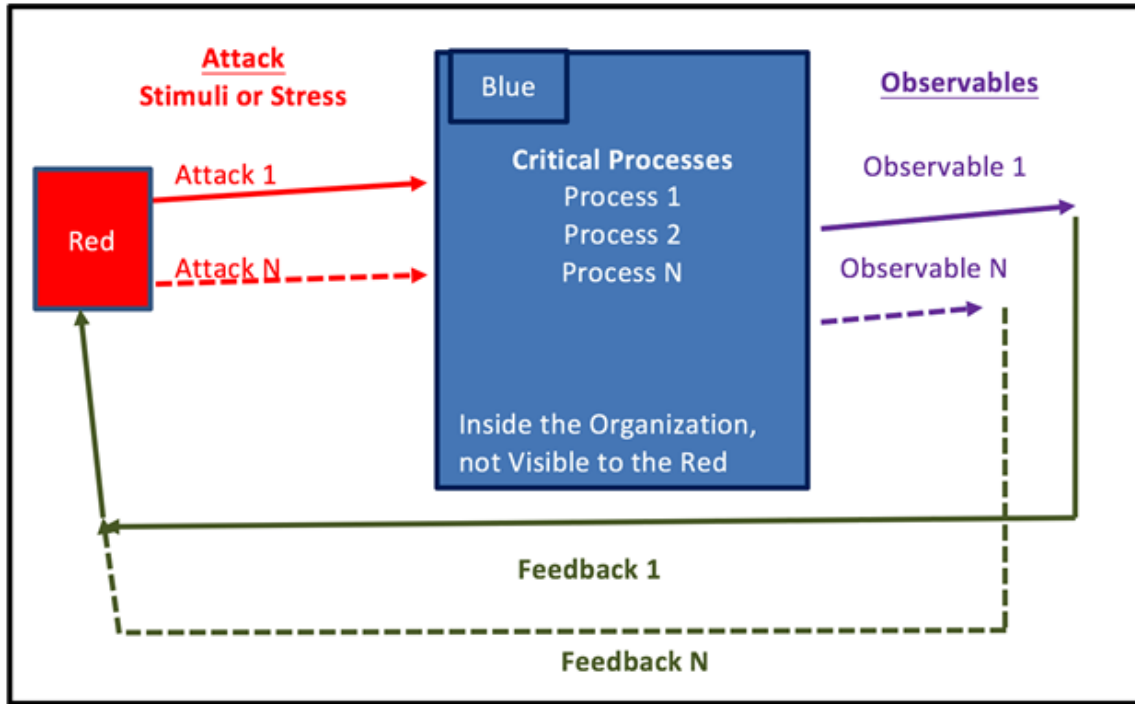 Attack
Stimuli or Stress
Blue
Observables
Critical Processes
Process 1
Process 2
Process N
Attack 1
Observable 1
Red
Attack N
Observable N
Inside the Organization,
not Visible to the Red
Feedback 1
Feedback N